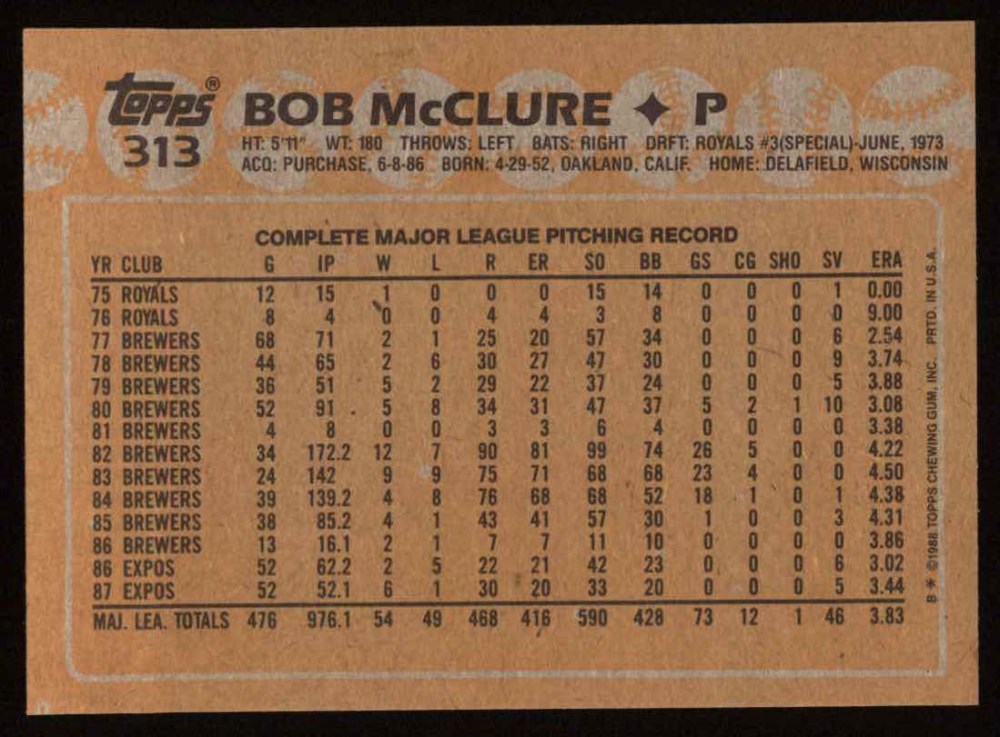 Topps® BOB McCLURE ✦ P
313
HT: 5'11" WT: 180 THROWS: LEFT BATS: RIGHT DRFT: ROYALS #3(SPECIAL)-JUNE, 1973
ACQ: PURCHASE, 6-8-86 BORN: 4-29-52, OAKLAND, CALIF. HOME: DELAFIELD, WISCONSIN
COMPLETE MAJOR LEAGUE PITCHING RECORD
YR CLUB G IP W L R ER SO BB GS CG SHO SV ERA
75 ROYALS 12 15 1 0 0 0 15 14 0 0 0 1 0.00
76 ROYALS 8 4 0 0 4 4 3 8 0 0 0 0 9.00
77 BREWERS 68 71 2 1 25 20 57 34 0 0 0 6 2.54
78 BREWERS 44 65 2 6 30 27 47 30 0 0 0 9 3.74
79 BREWERS 36 51 5 2 29 22 37 24 0 0 0 5 3.88
80 BREWERS 52 91 5 8 34 31 47 37 5 2 1 10 3.08
81 BREWERS 4 8 0 0 3 3 6 4 0 0 0 0 3.38
82 BREWERS 34 172.2 12 7 90 81 99 74 26 5 0 0 4.22
83 BREWERS 24 142 9 9 75 71 68 68 23 4 0 0 4.50
84 BREWERS 39 139.2 4 8 76 68 68 52 18 1 0 1 4.38
85 BREWERS 38 85.2 4 1 43 41 57 30 1 0 0 3 4.31
86 BREWERS 13 16.1 2 1 7 7 11 10 0 0 0 0 3.86
86 EXPOS 52 62.2 2 5 22 21 42 23 0 0 0 6 3.02
87 EXPOS 52 52.1 6 1 30 20 33 20 0 0 0 5 3.44
MAJ. LEA. TOTALS 476 976.1 54 49 468 416 590 428 73 12 1 46 3.83
B * ©1988 TOPPS CHEWING GUM, INC. PRTD. IN U.S.A.